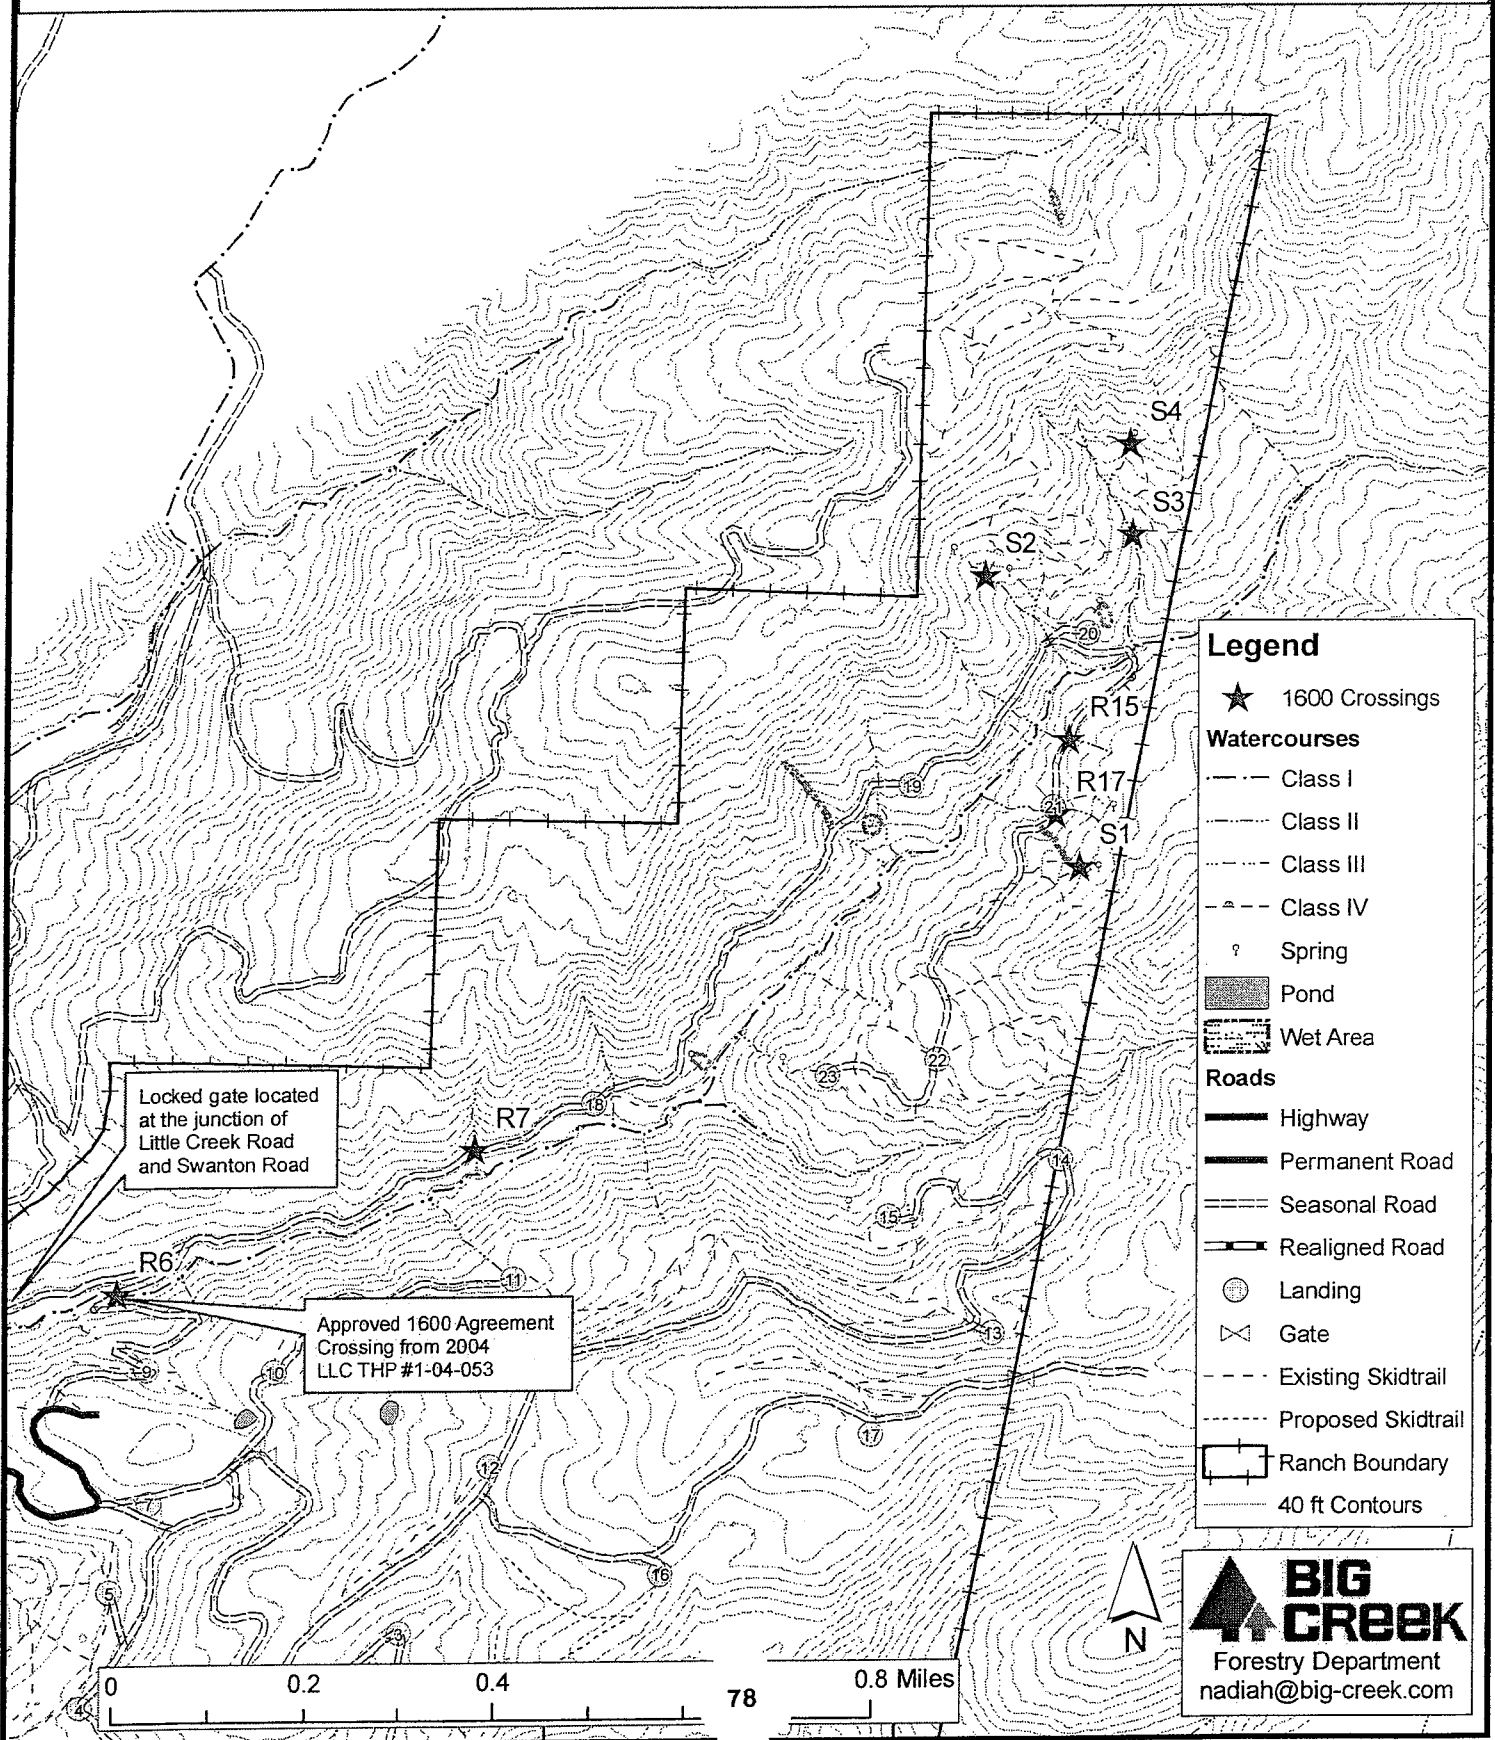 S4
S3
S2
20
R15
R17
19
21
S1
22
23
18
R7
14
15
Locked gate located
at the junction of
Little Creek Road
and Swanton Road
R6
11
Approved 1600 Agreement
Crossing from 2004
LLC THP #1-04-053
13
9
10
17
12
7
16
5
3
4
Legend
1600 Crossings
Watercourses
Class I
Class II
Class III
Class IV
Spring
Pond
Wet Area
Roads
Highway
Permanent Road
Seasonal Road
Realigned Road
Landing
Gate
Existing Skidtrail
Proposed Skidtrail
Ranch Boundary
40 ft Contours
N
BIG
CREEK
Forestry Department
nadiah@big-creek.com
0 0.2 0.4 0.8 Miles
78